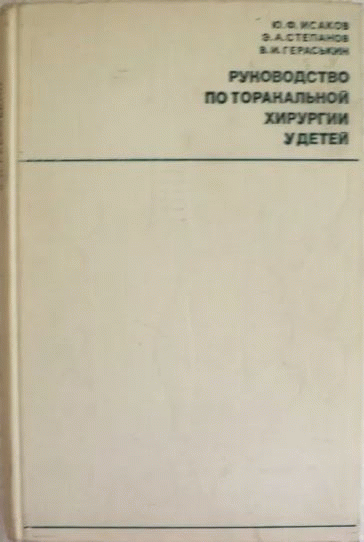 Ю.Ф.ИСАКОВ
Э.А.СТЕПАНОВ
В.И.ГЕРАСЬКИН
РУКОВОДСТВО
ПО ТОРАКАЛЬНОЙ
ХИРУРГИИ
У ДЕТЕЙ